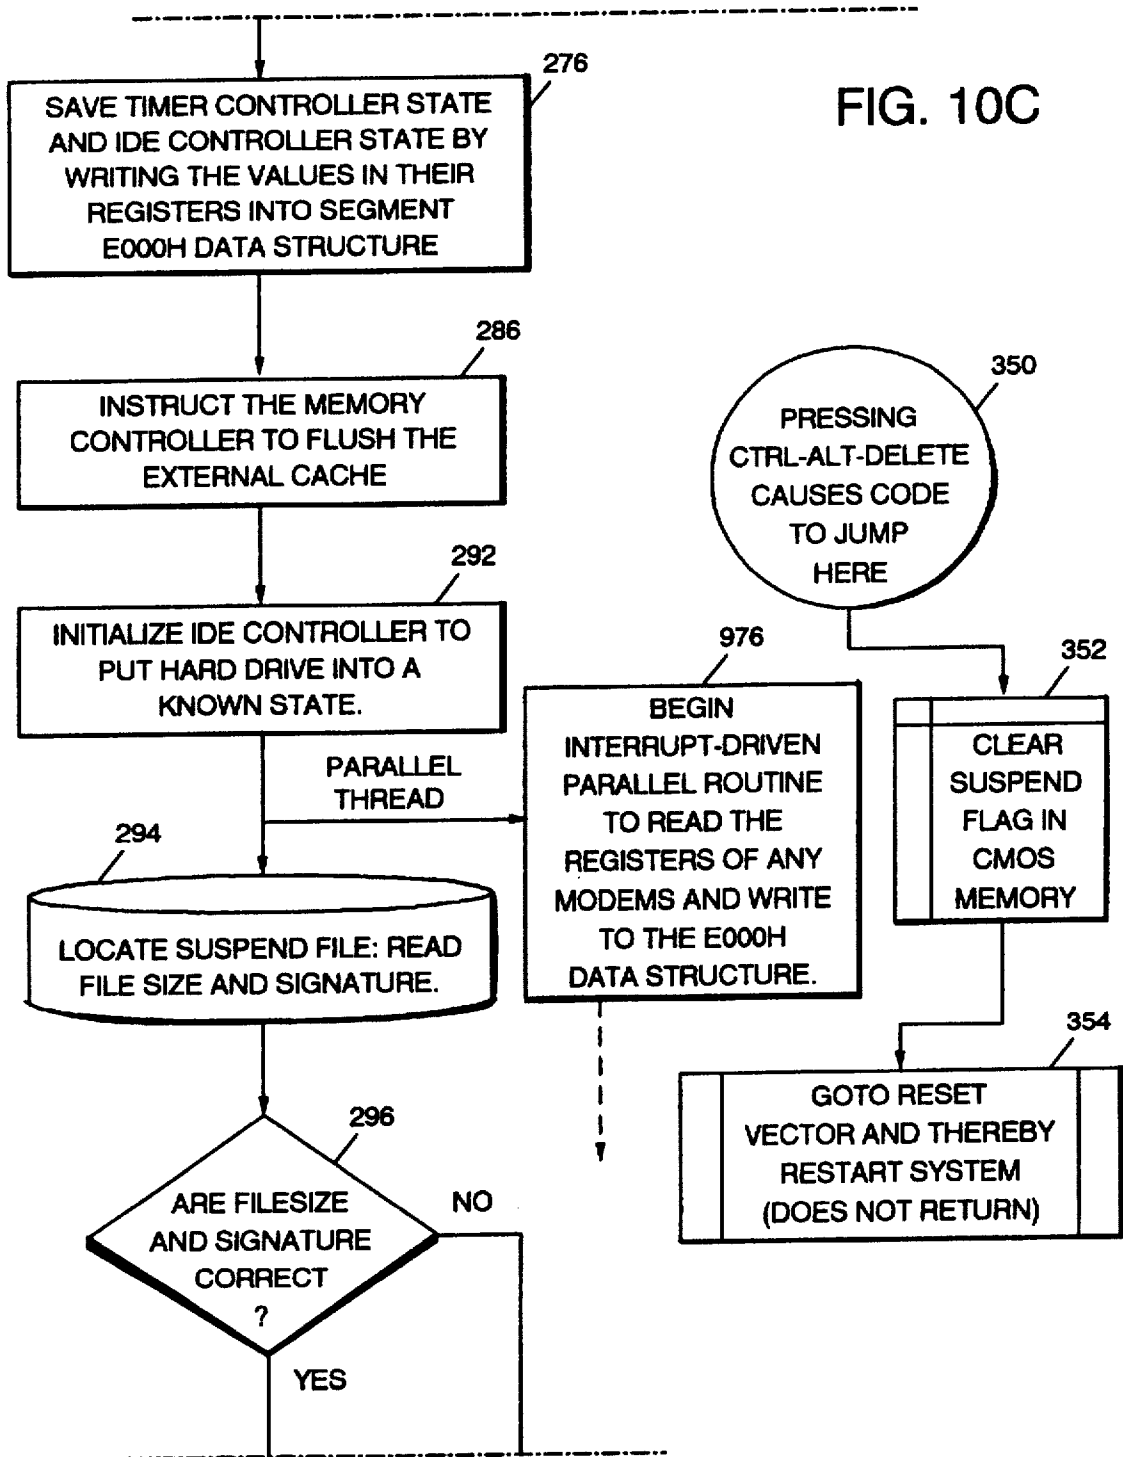 FIG. 10C
276
SAVE TIMER CONTROLLER STATE
AND IDE CONTROLLER STATE BY
WRITING THE VALUES IN THEIR
REGISTERS INTO SEGMENT
E000H DATA STRUCTURE
286
INSTRUCT THE MEMORY
CONTROLLER TO FLUSH THE
EXTERNAL CACHE
292
INITIALIZE IDE CONTROLLER TO
PUT HARD DRIVE INTO A
KNOWN STATE.
PARALLEL
THREAD
976
BEGIN
INTERRUPT-DRIVEN
PARALLEL ROUTINE
TO READ THE
REGISTERS OF ANY
MODEMS AND WRITE
TO THE E000H
DATA STRUCTURE.
294
LOCATE SUSPEND FILE: READ
FILE SIZE AND SIGNATURE.
296
ARE FILESIZE
AND SIGNATURE
CORRECT
?
NO
YES
350
PRESSING
CTRL-ALT-DELETE
CAUSES CODE
TO JUMP
HERE
352
CLEAR
SUSPEND
FLAG IN
CMOS
MEMORY
354
GOTO RESET
VECTOR AND THEREBY
RESTART SYSTEM
(DOES NOT RETURN)